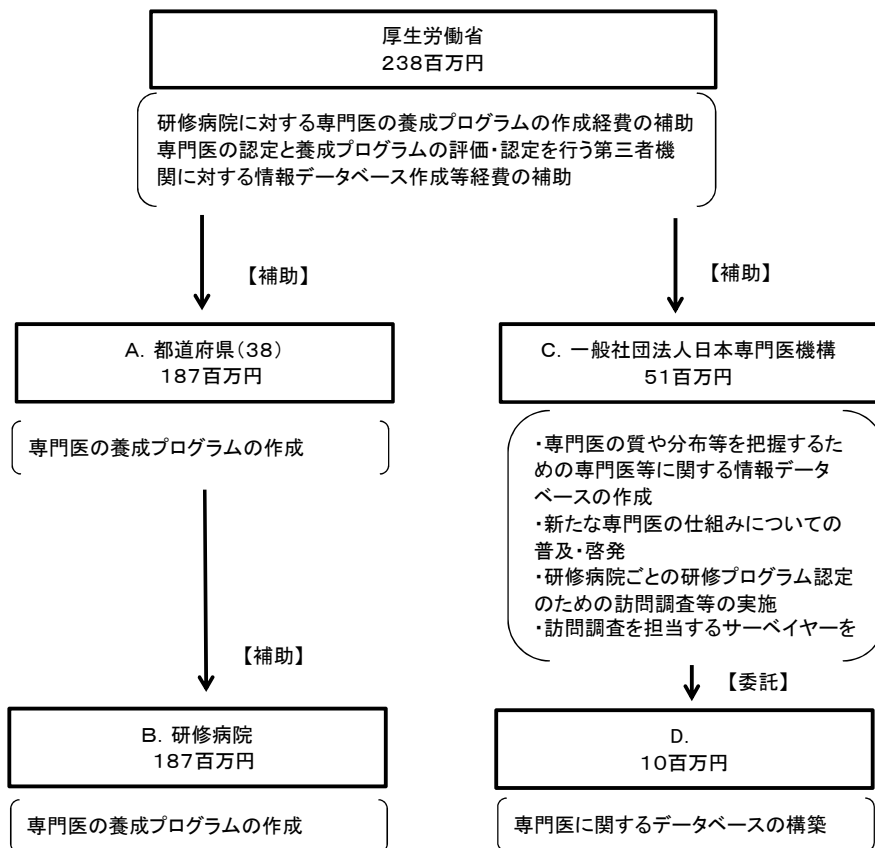 厚生労働省
238百万円
研修病院に対する専門医の養成プログラムの作成経費の補助
専門医の認定と養成プログラムの評価・認定を行う第三者機
関に対する情報データベース作成等経費の補助
【補助】
【補助】
A. 都道府県(38)
187百万円
C. 一般社団法人日本専門医機構
51百万円
専門医の養成プログラムの作成
・専門医の質や分布等を把握するた
めの専門医等に関する情報データ
ベースの作成
・新たな専門医の仕組みについての
普及・啓発
・研修病院ごとの研修プログラム認定
のための訪問調査等の実施
・訪問調査を担当するサーベイヤーを
【補助】
【委託】
B. 研修病院
187百万円
D.
10百万円
専門医の養成プログラムの作成
専門医に関するデータベースの構築